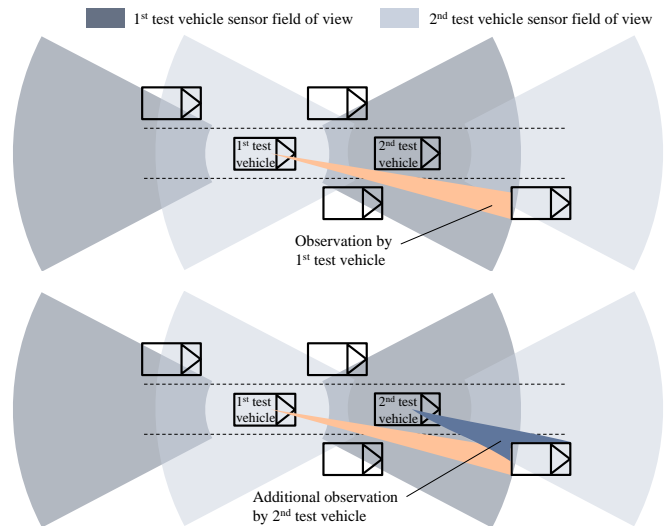 1st test vehicle sensor field of view
2nd test vehicle sensor field of view
1st test
vehicle
2nd test
vehicle
Observation by
1st test vehicle
1st test
vehicle
2nd test
vehicle
Additional observation
by 2nd test vehicle